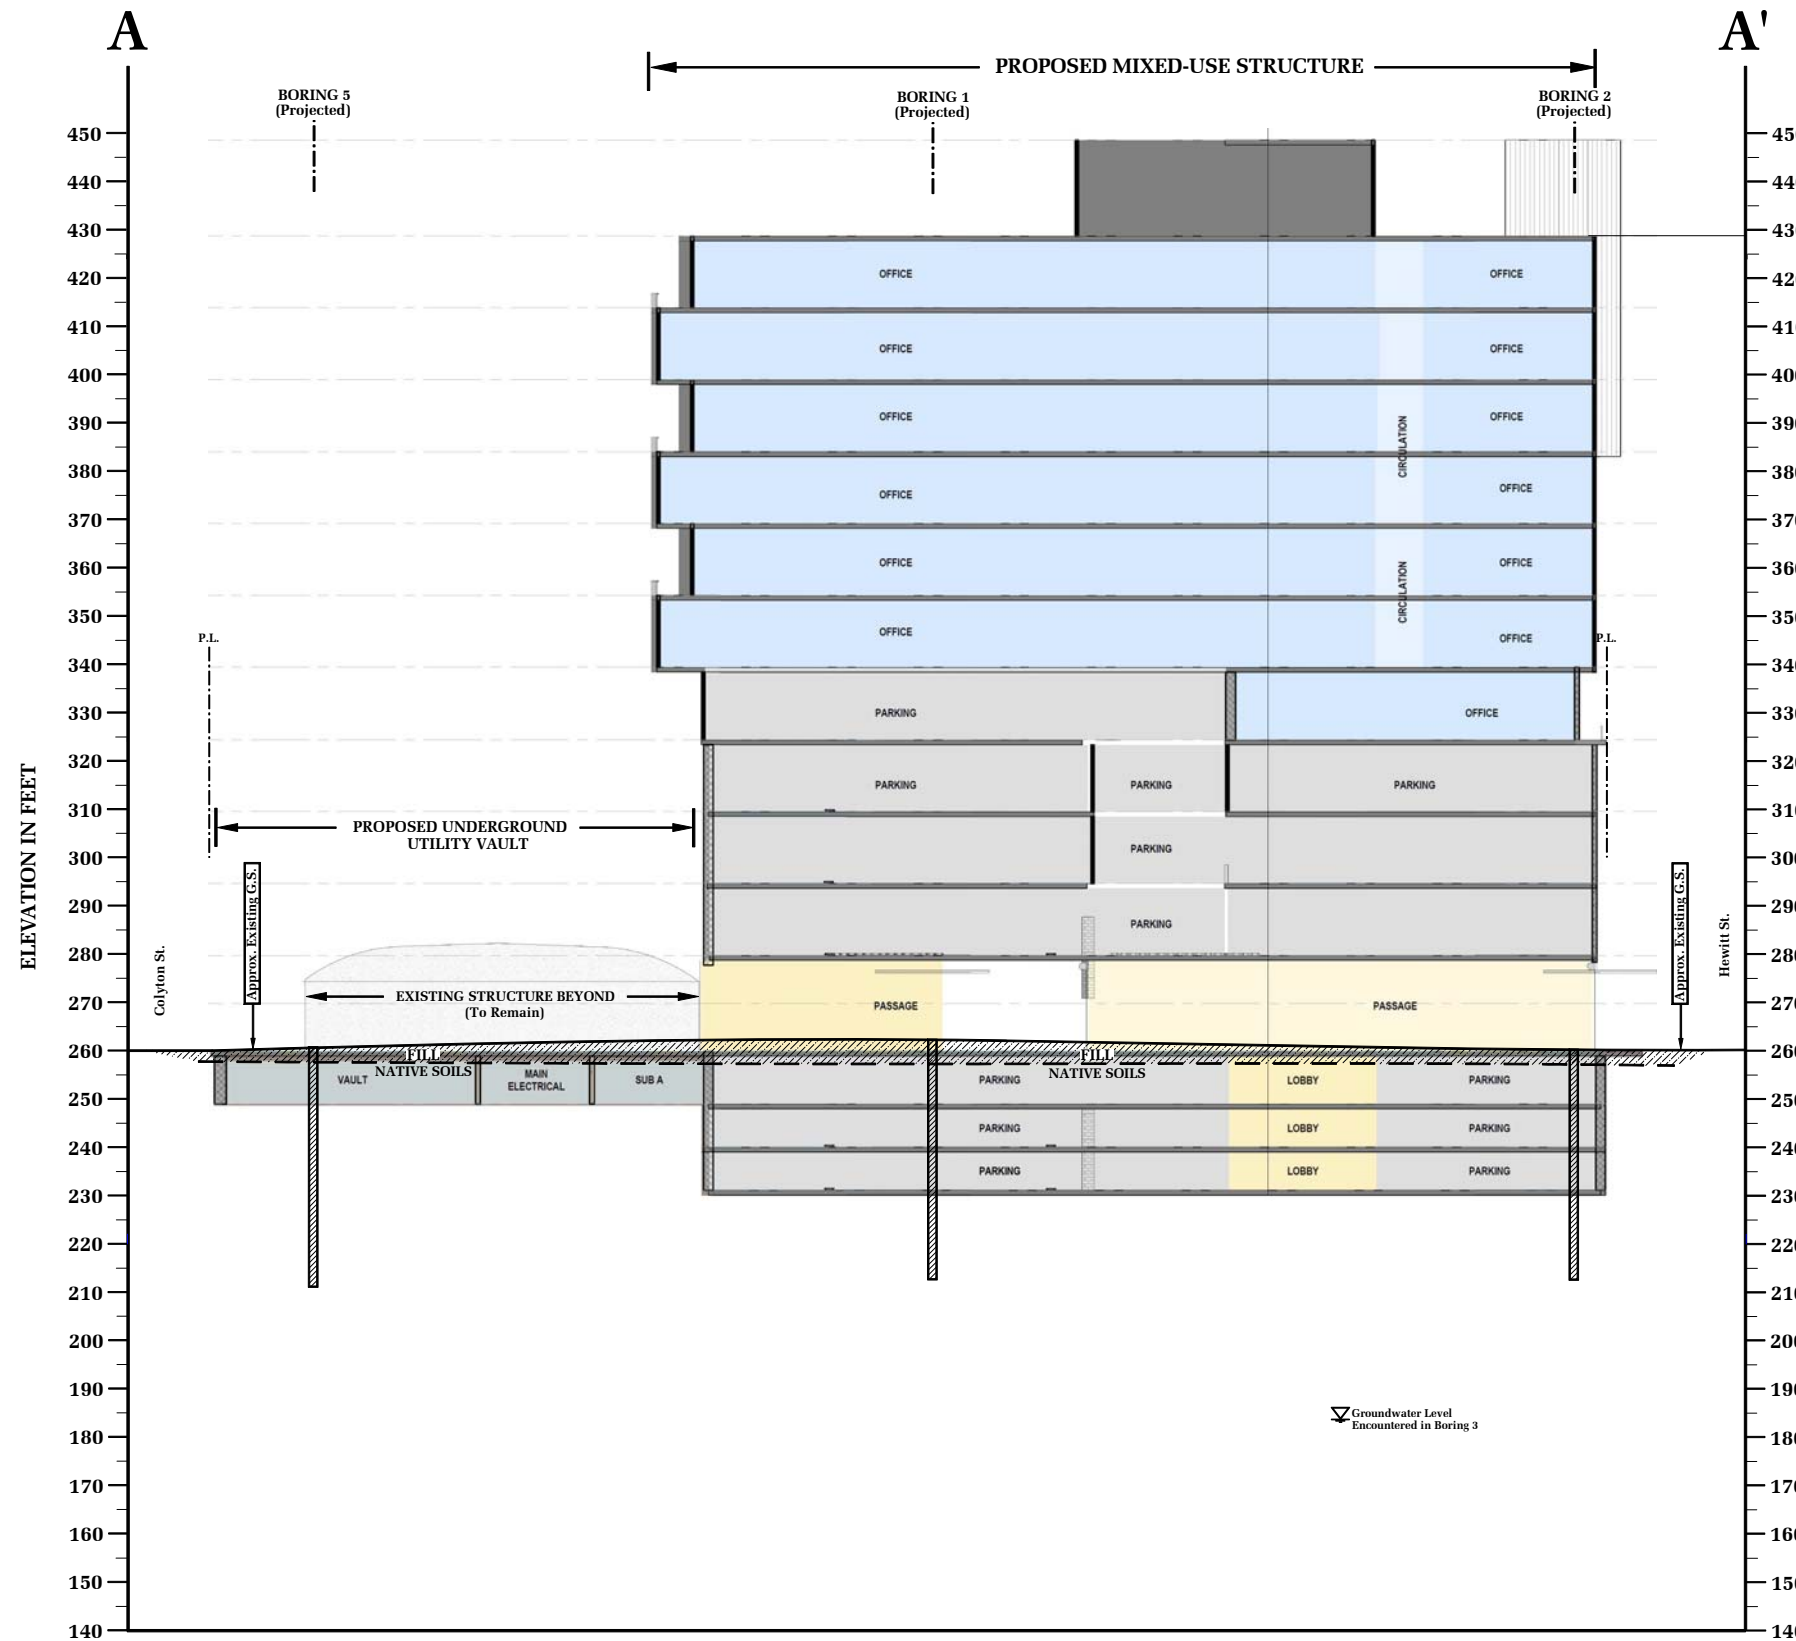 A
A'
PROPOSED MIXED-USE STRUCTURE
BORING 5
(Projected)
BORING 1
(Projected)
BORING 2
(Projected)
450
440
430
420
410
400
390
380
370
360
350
340
330
320
310
300
290
280
270
260
250
240
230
220
210
200
190
180
170
160
150
140
ELEVATION IN FEET
OFFICE
OFFICE
OFFICE
OFFICE
OFFICE
OFFICE
CIRCULATION
OFFICE
OFFICE
OFFICE
OFFICE
CIRCULATION
OFFICE
OFFICE
P.L.
P.L.
PARKING
OFFICE
PARKING
PARKING
PARKING
PROPOSED UNDERGROUND
UTILITY VAULT
PARKING
PARKING
Approx. Existing G.S.
Approx. Existing G.S.
Colyton St.
Hewitt St.
EXISTING STRUCTURE BEYOND
(To Remain)
PASSAGE
PASSAGE
FILL
NATIVE SOILS
FILL
NATIVE SOILS
VAULT
MAIN
ELECTRICAL
SUB A
PARKING
LOBBY
PARKING
PARKING
LOBBY
PARKING
PARKING
LOBBY
PARKING
Groundwater Level
Encountered in Boring 3